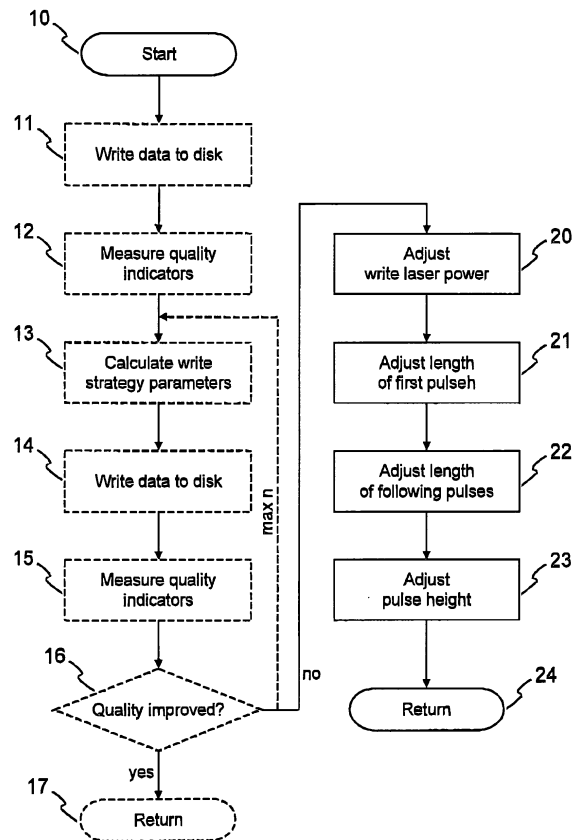 10
Start
11
Write data to disk
12
Measure quality
indicators
13
Calculate write
strategy parameters
14
Write data to disk
15
Measure quality
indicators
16
Quality improved?
max n
no
yes
17
Return
20
Adjust
write laser power
21
Adjust length
of first pulseh
22
Adjust length
of following pulses
23
Adjust
pulse height
24
Return